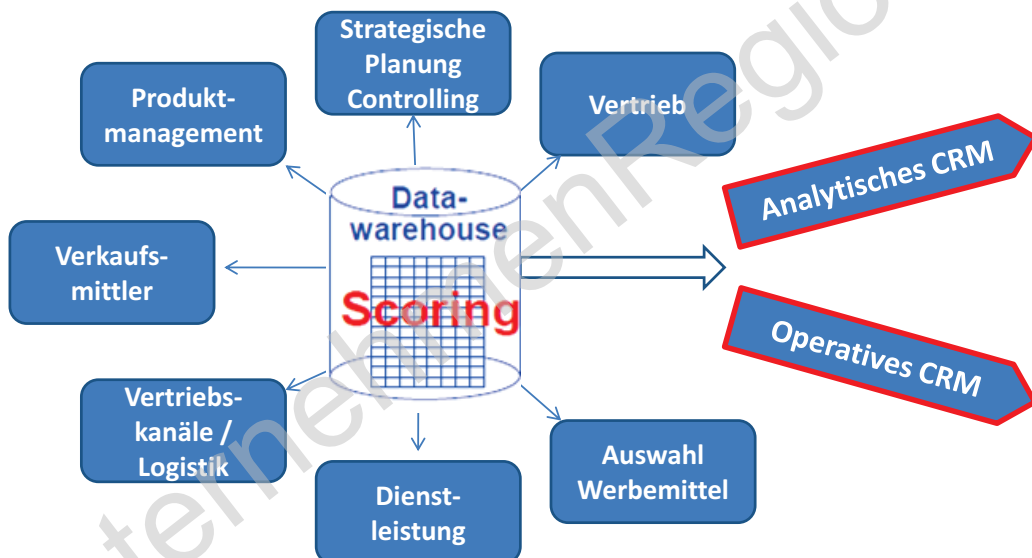 Strategische
Planung
Controlling
Produkt-
management
Vertrieb
Analytisches CRM
Data-
warehouse
Verkaufs-
mittler
Scoring
Operatives CRM
Vertriebs-
kanäle /
Logistik
Auswahl
Werbemittel
Dienst-
leistung
ternehmenRegio